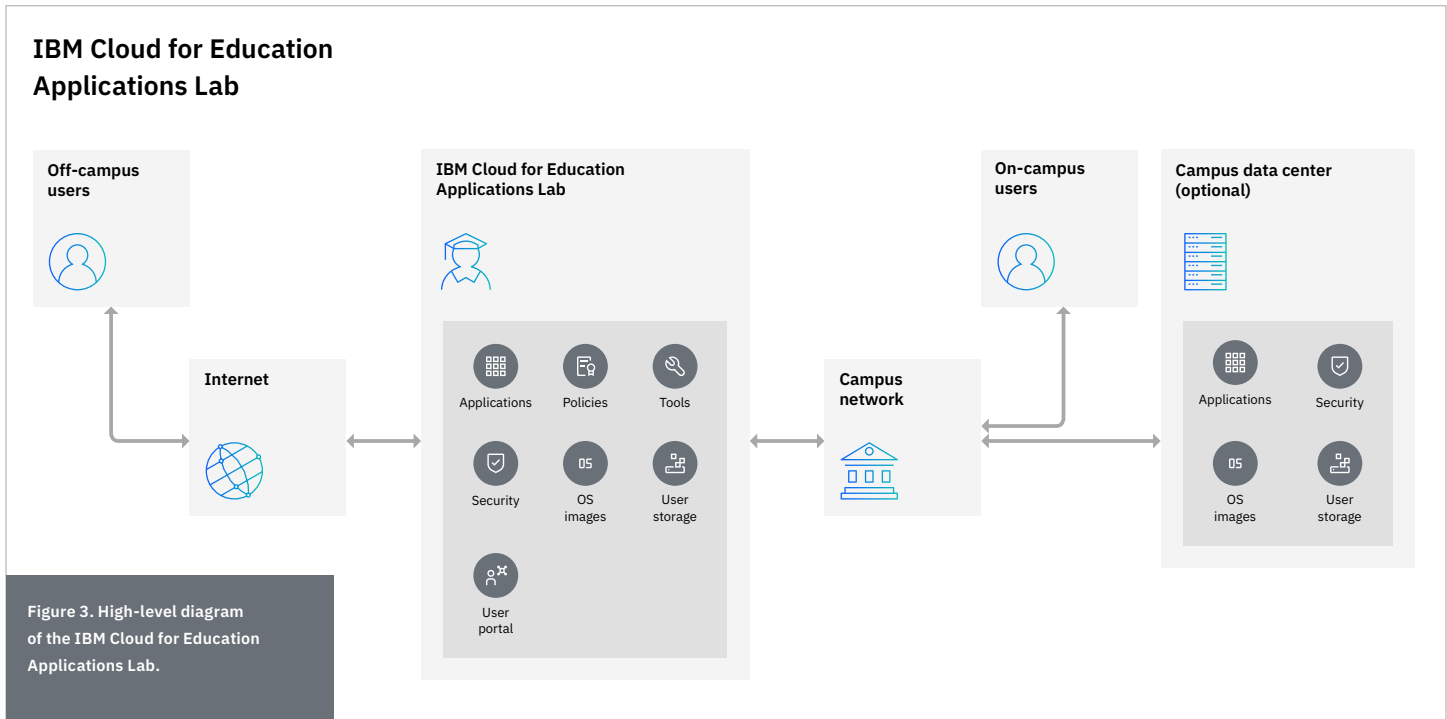 IBM Cloud for Education
Applications Lab
Off-campus
users
Internet
IBM Cloud for Education
Applications Lab
Applications
Policies
Tools
Security
OS
OS
images
User
storage
User
portal
Campus
network
On-campus
users
Campus data center
(optional)
Applications
Security
OS
OS
images
User
storage
Figure 3. High-level diagram
of the IBM Cloud for Education
Applications Lab.